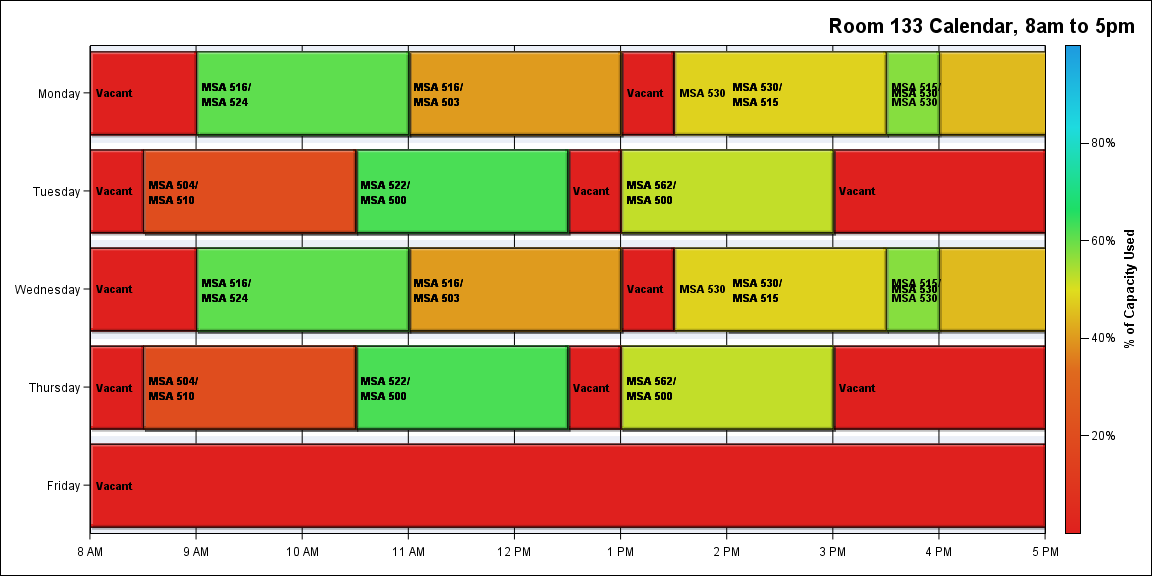 Room 133 Calendar, 8am to 5pm
Monday
Vacant
MSA 516/
MSA 524
MSA 516/
MSA 503
Vacant
MSA 530
MSA 530/
MSA 515
MSA 515/
MSA 530
MSA 530
Tuesday
Vacant
MSA 504/
MSA 510
MSA 522/
MSA 500
Vacant
MSA 562/
MSA 500
Vacant
Wednesday
Vacant
MSA 516/
MSA 524
MSA 516/
MSA 503
Vacant
MSA 530
MSA 530/
MSA 515
MSA 515/
MSA 530
MSA 530
Thursday
Vacant
MSA 504/
MSA 510
MSA 522/
MSA 500
Vacant
MSA 562/
MSA 500
Vacant
Friday
Vacant
8 AM
9 AM
10 AM
11 AM
12 PM
1 PM
2 PM
3 PM
4 PM
5 PM
80%
60%
40%
20%
% of Capacity Used